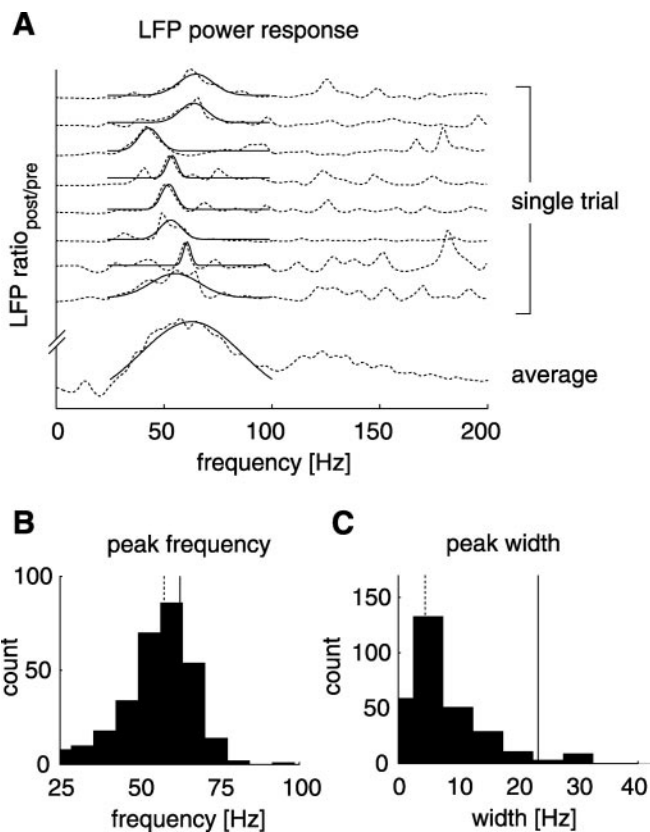 A
LFP power response
LFP ratio post/pre
single trial
average
0 50 100 150 200
frequency [Hz]
B
peak frequency
100
50
0
count
25 50 75 100
frequency [Hz]
C
peak width
150
100
50
0
count
0 10 20 30 40
width [Hz]